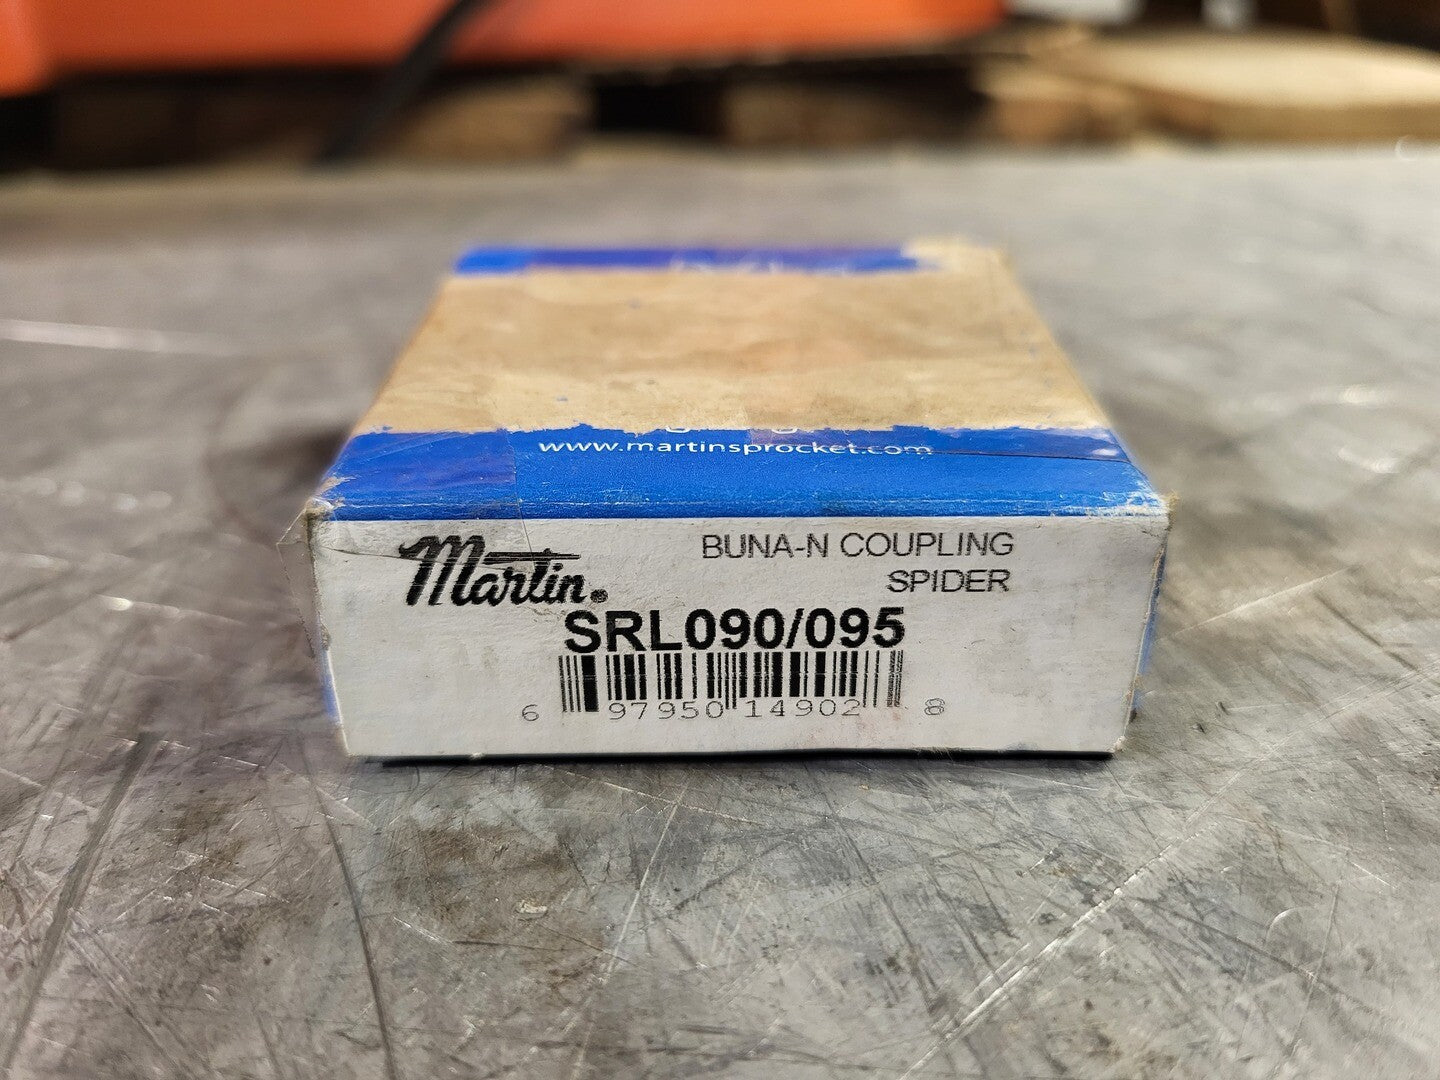 www.martinsprocket.com
Martin
BUNA-N COUPLING
SPIDER
SRL090/095
6 97950 14902 8